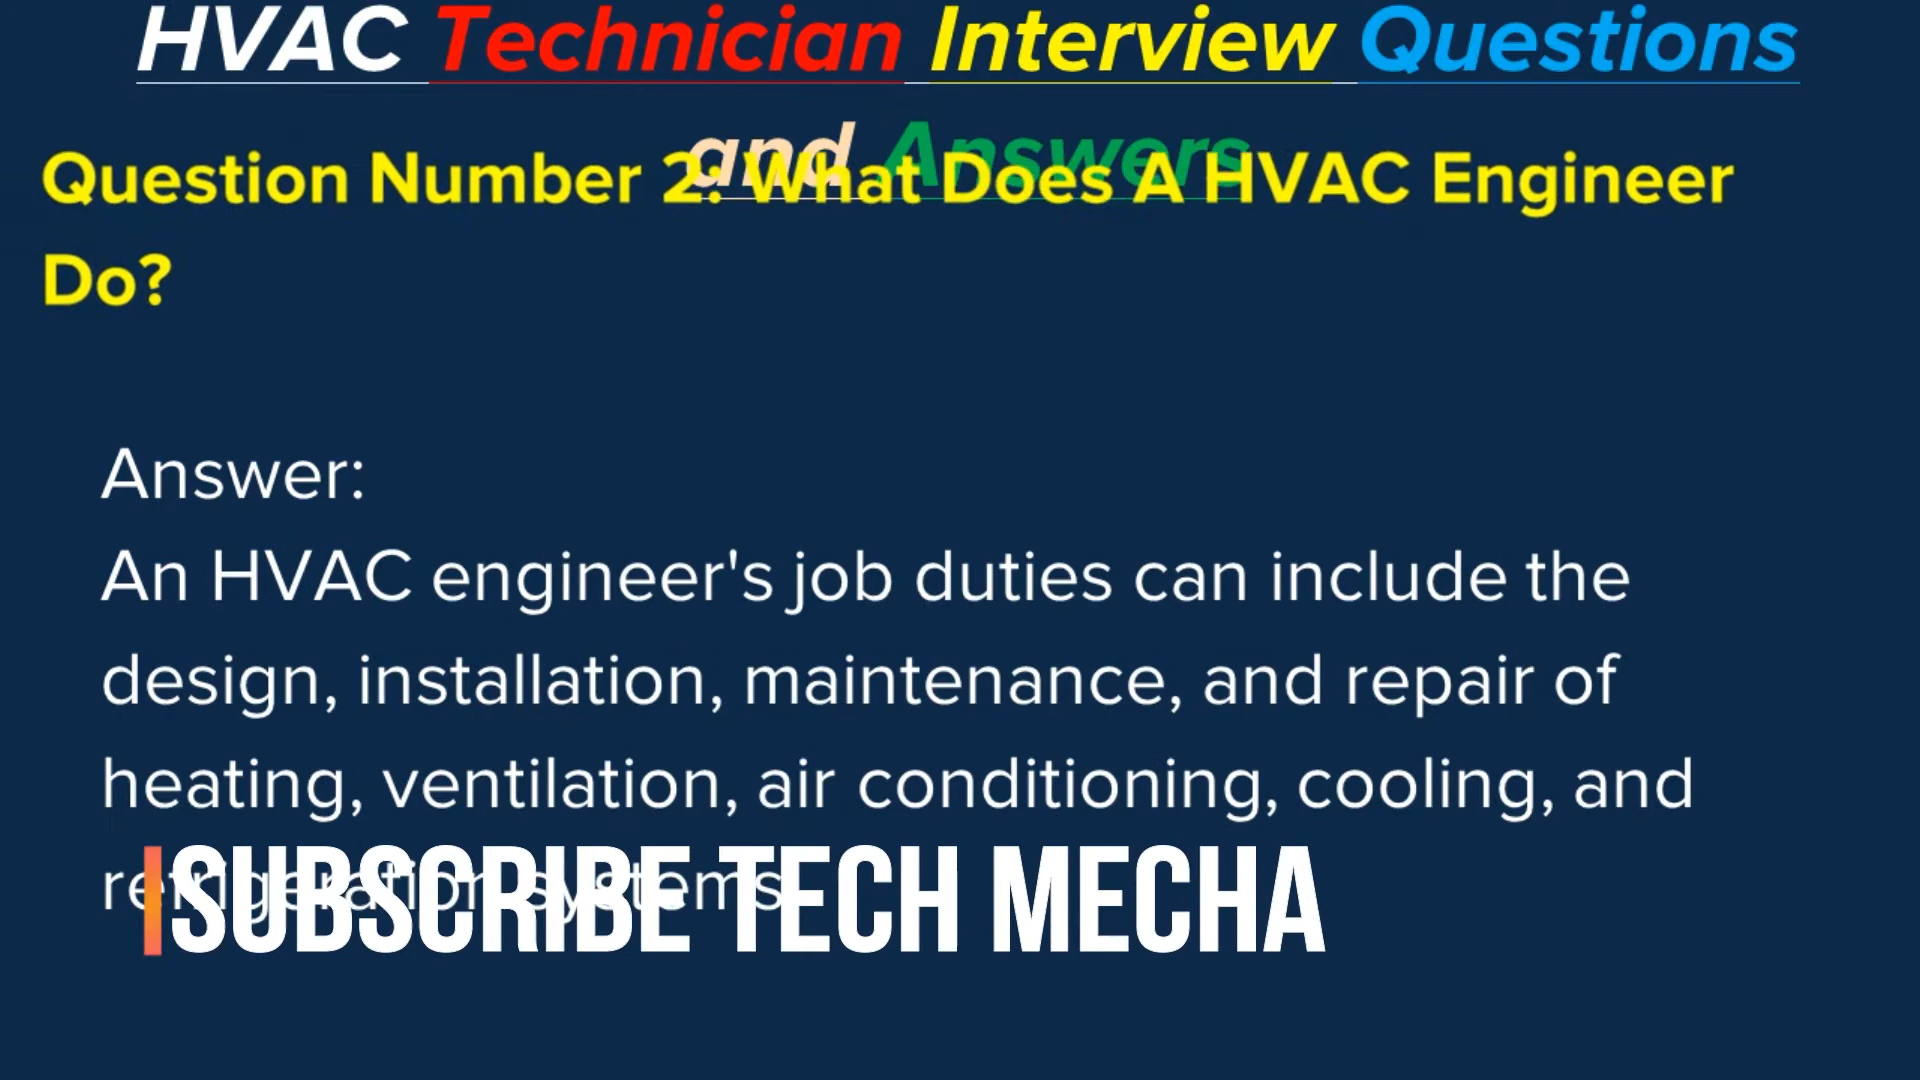 HVAC Technician Interview Questions
and Answers
Question Number 2: What Does A HVAC Engineer
Do?
Answer:
An HVAC engineer's job duties can include the
design, installation, maintenance, and repair of
heating, ventilation, air conditioning, cooling, and
refrigeration systems
SUBSCRIBE TECH MECHA